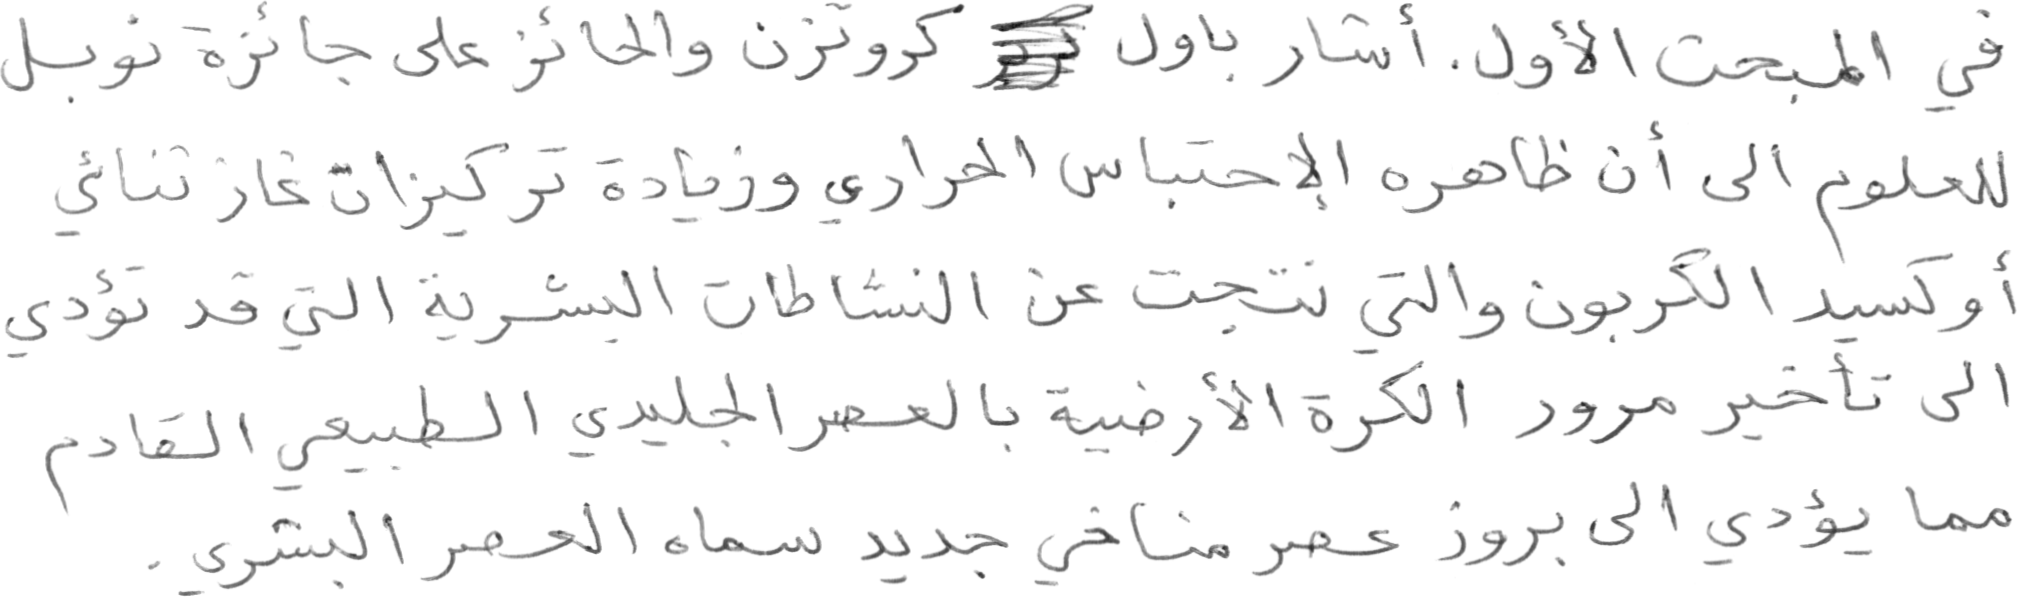 في المبحث الأول. أشار باول كروتزن والحائز على جائزة نوبل
للعلوم الى أن ظاهره الإحتباس الحراري وزيادة تركيزات غاز ثنائي
أوكسيد الكربون والتي نتجت عن النشاطات البشرية التي قد تؤدي
الى تأخير مرور الكرة الأرضية بالعصر الجليدي الطبيعي القادم
مما يؤدي الى بروز عصر مناخي جديد سماه العصر البشري.